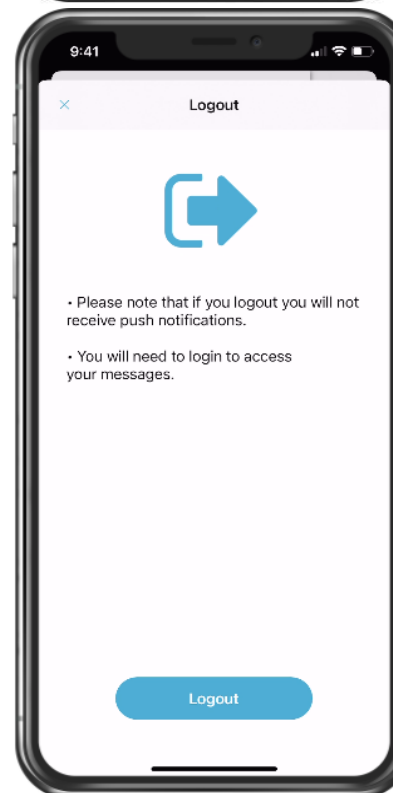 9:41
Logout
• Please note that if you logout you will not
receive push notifications.
• You will need to login to access
your messages.
Logout